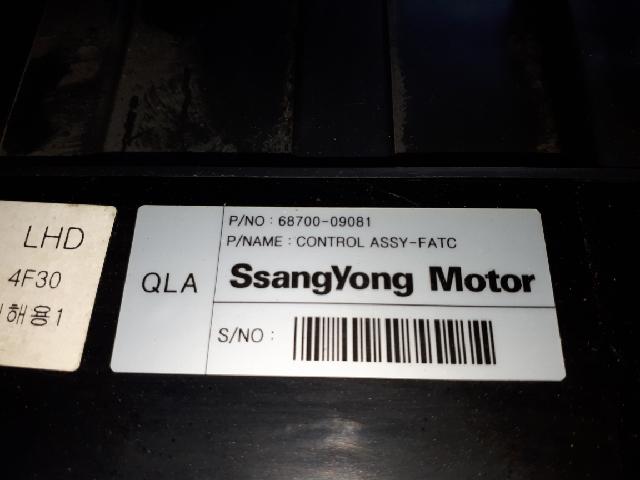 LHD
4F30
해용1
QLA
P/NO : 68700-09081
P/NAME : CONTROL ASSY-FATC
SsangYong Motor
S/NO :